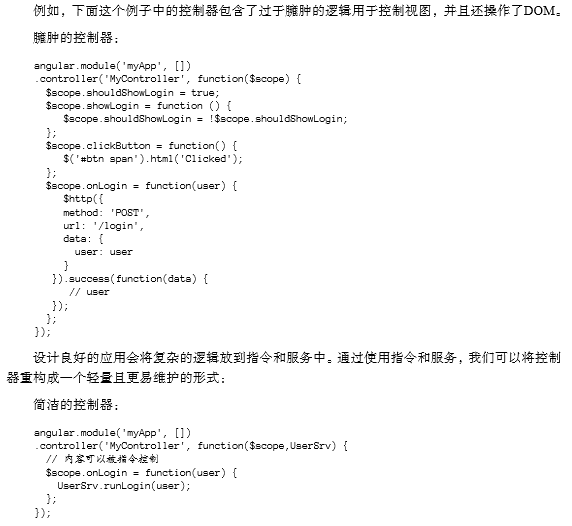 例如，下面这个例子中的控制器包含了过于臃肿的逻辑用于控制视图，并且还操作了DOM。
臃肿的控制器：
angular.module('myApp', [])
.controller('MyController', function($scope) {
  $scope.shouldShowLogin = true;
  $scope.showLogin = function () {
    $scope.shouldShowLogin = !$scope.shouldShowLogin;
  };
  $scope.clickButton = function() {
    $('#btn span').html('Clicked');
  };
  $scope.onLogin = function(user) {
    $http({
    method: 'POST',
    url: '/login',
    data: {
      user: user
    }
   }).success(function(data) {
     // user
   });
  };
});
设计良好的应用会将复杂的逻辑放到指令和服务中。通过使用指令和服务，我们可以将控制
器重构成一个轻量且更易维护的形式：
简洁的控制器：
angular.module('myApp', [])
.controller('MyController', function($scope,UserSrv) {
  // 内容可以被指令控制
  $scope.onLogin = function(user) {
    UserSrv.runLogin(user);
  };
});